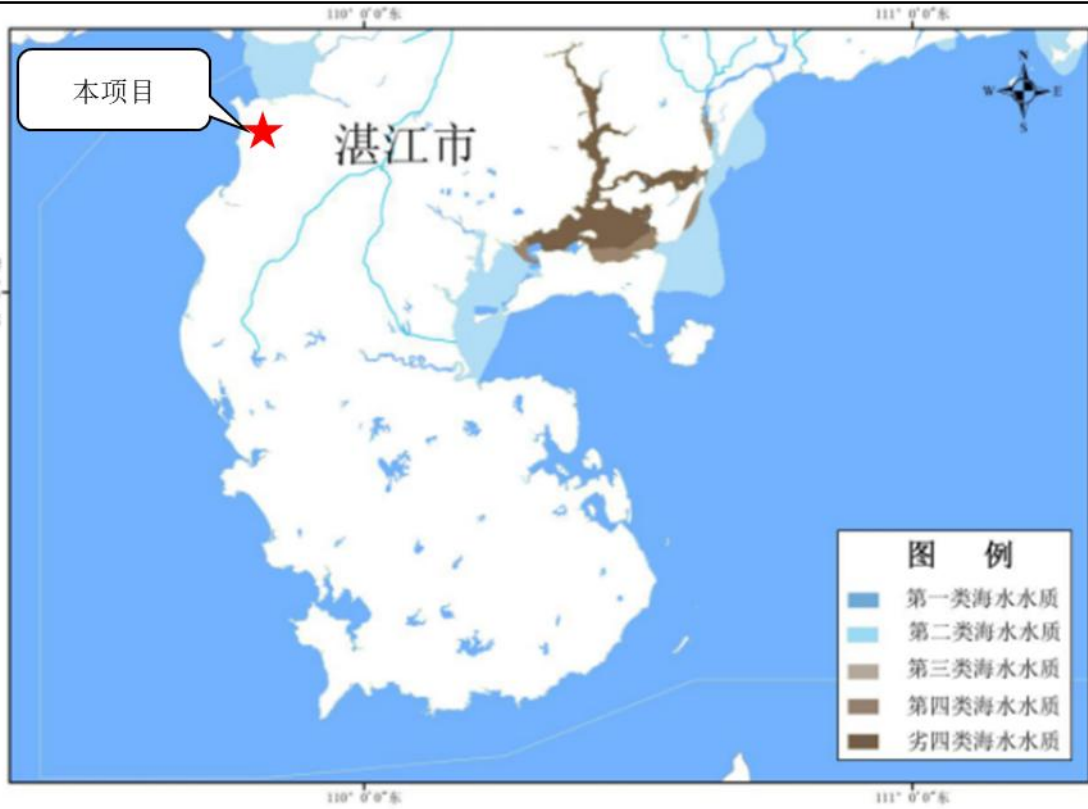 110° 0'0"东
111° 0'0"东
本项目
N
W
E
S
湛江市
图 例
第一类海水水质
第二类海水水质
第三类海水水质
第四类海水水质
劣四类海水水质
110° 0'0"东
111° 0'0"东